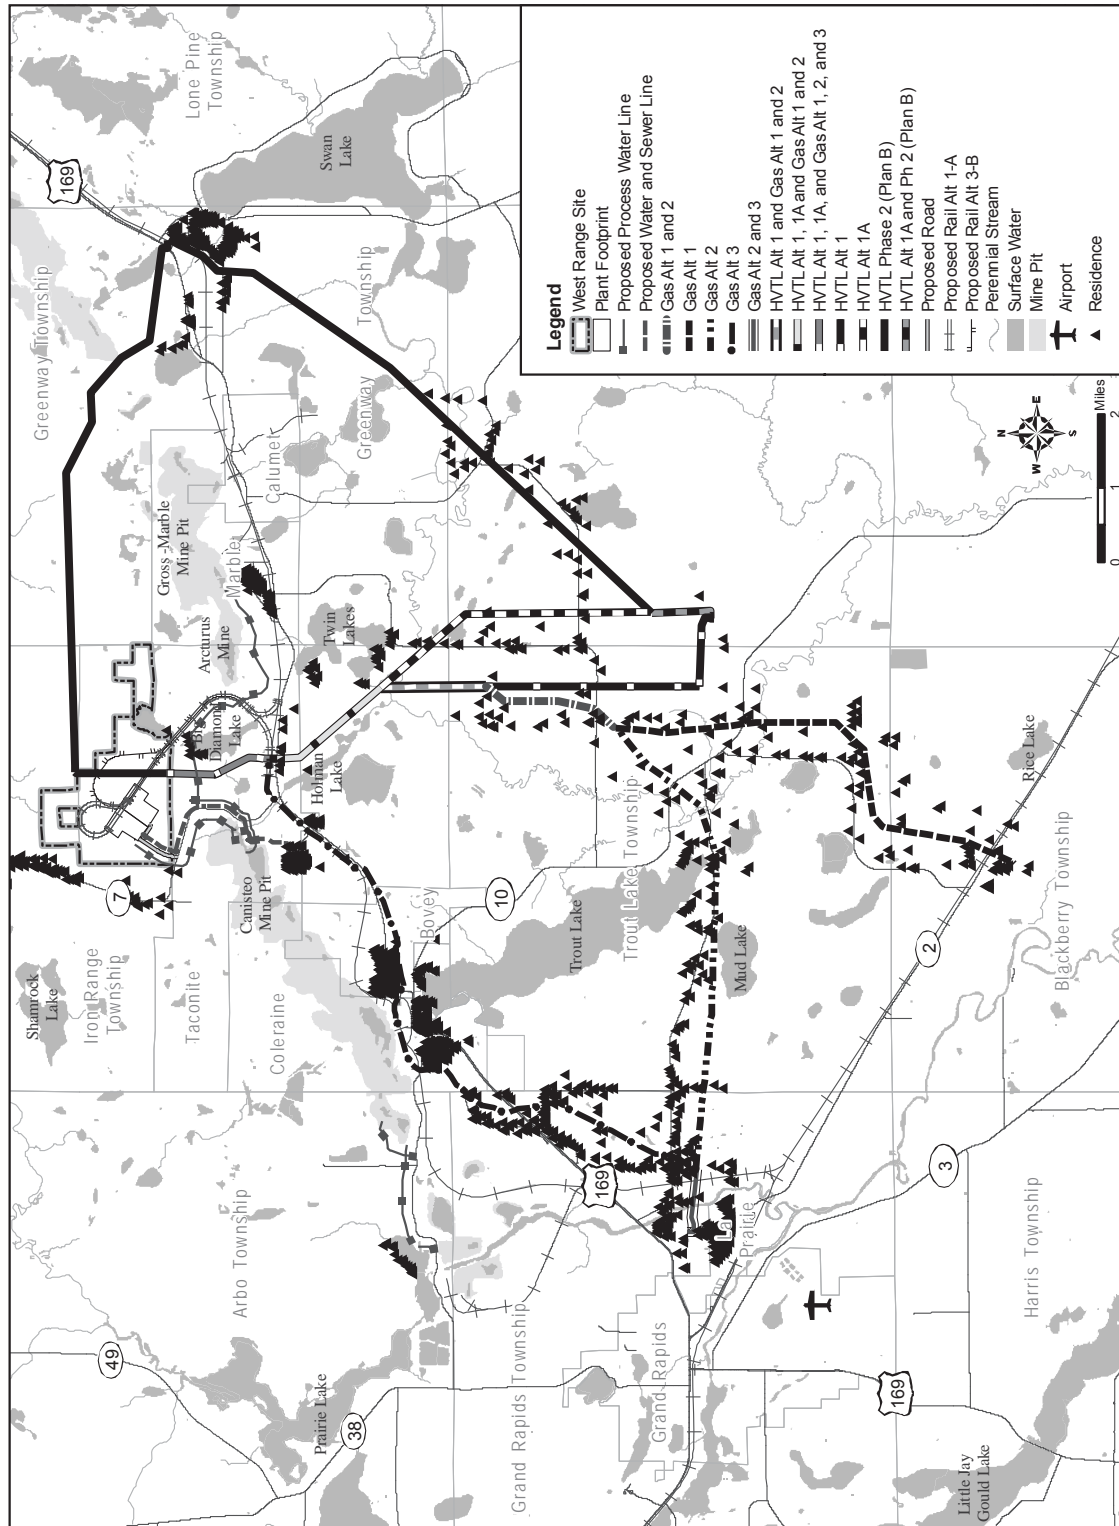 Lone Pine
Township
169
Swan
Lake
Greenway Township
Greenway
Township
Calumet
Gross -Marble
Mine Pit
Marble
Arcturus
Mine
Twin
Lakes
Big
Diamond
Lake
Holman
Lake
7
Canisteo
Mine Pit
Shamrock
Lake
Iron Range
Township
Taconite
Coleraine
Bovey
10
Trout Lake
Trout Lake Township
Mud Lake
Rice Lake
Blackberry Township
2
3
Arbo Township
169
La
Prairie
Harris Township
49
Prairie Lake
38
Grand Rapids Township
Grand Rapids
169
Little Jay
Gould Lake
Legend
West Range Site
Plant Footprint
Proposed Process Water Line
Proposed Water and Sewer Line
Gas Alt 1 and 2
Gas Alt 1
Gas Alt 2
Gas Alt 3
Gas Alt 2 and 3
HVTL Alt 1 and Gas Alt 1 and 2
HVTL Alt 1, 1A and Gas Alt 1 and 2
HVTL Alt 1, 1A, and Gas Alt 1, 2, and 3
HVTL Alt 1
HVTL Alt 1A
HVTL Phase 2 (Plan B)
HVTL Alt 1A and Ph 2 (Plan B)
Proposed Road
Proposed Rail Alt 1-A
Proposed Rail Alt 3-B
Perennial Stream
Surface Water
Mine Pit
Airport
Residence
N
W E
S
0 1 2
Miles